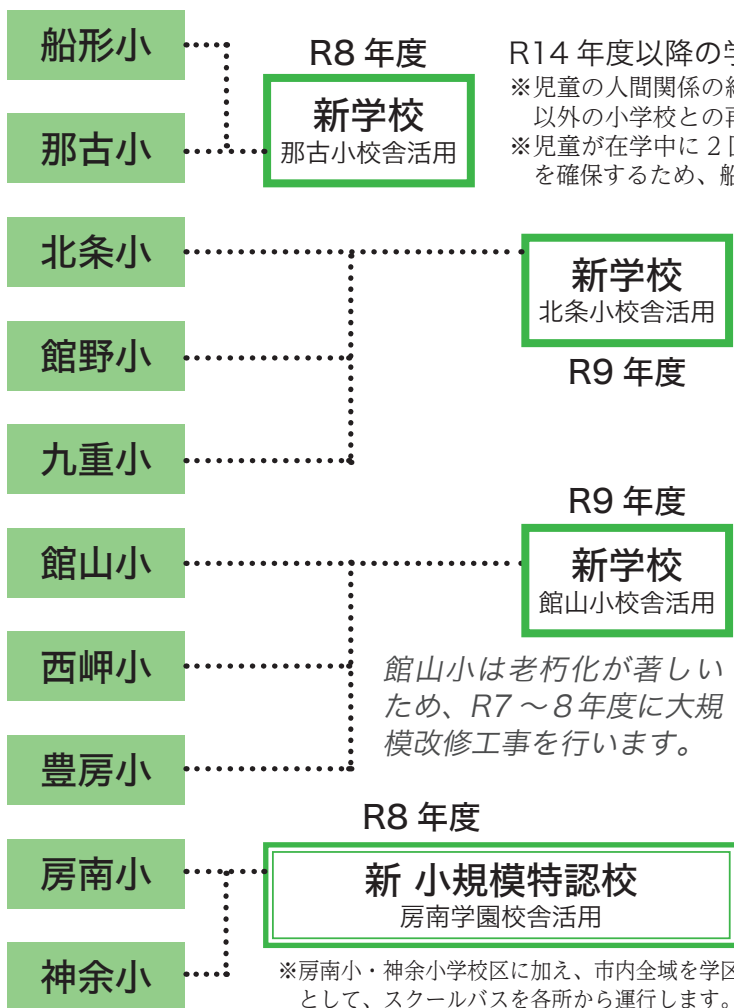 船形小
那古小
R8 年度
新学校
那古小校舎活用
R14 年度以降の
※児童の人間関係の
以外の小学校との
※児童が在学中に 2
を確保するため、船
北条小
館野小
九重小
新学校
北条小校舎活用
R9 年度
館山小
西岬小
豊房小
R9 年度
新学校
館山小校舎活用
館山小は老朽化が著しい
ため、R7 ～ 8 年度に大規
模改修工事を行います。
房南小
神余小
R8 年度
新 小規模特認校
房南学園校舎活用
※房南小・神余小学校区に加え、市内全域を学区
として、スクールバスを各所から運行します。